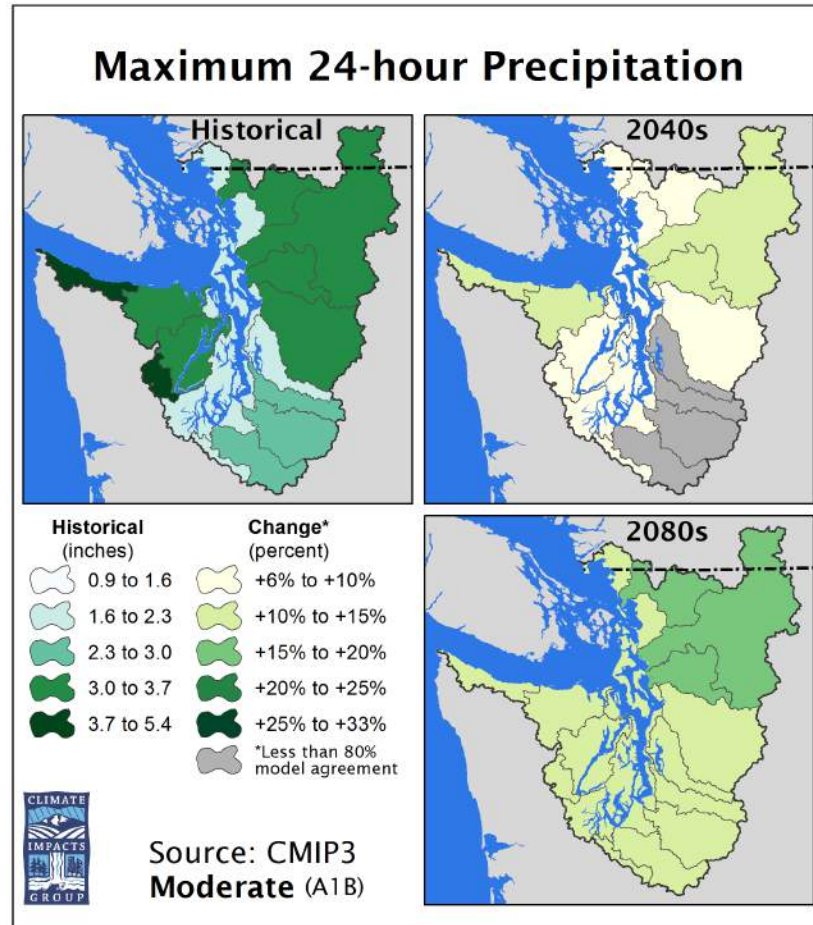 Maximum 24-hour Precipitation
Historical
2040s
Historical
(inches)
0.9 to 1.6
1.6 to 2.3
2.3 to 3.0
3.0 to 3.7
3.7 to 5.4
Change*
(percent)
+6% to +10%
+10% to +15%
+15% to +20%
+20% to +25%
+25% to +33%
*Less than 80%
model agreement
2080s
CLIMATE
IMPACTS
GROUP
Source: CMIP3
Moderate (A1B)